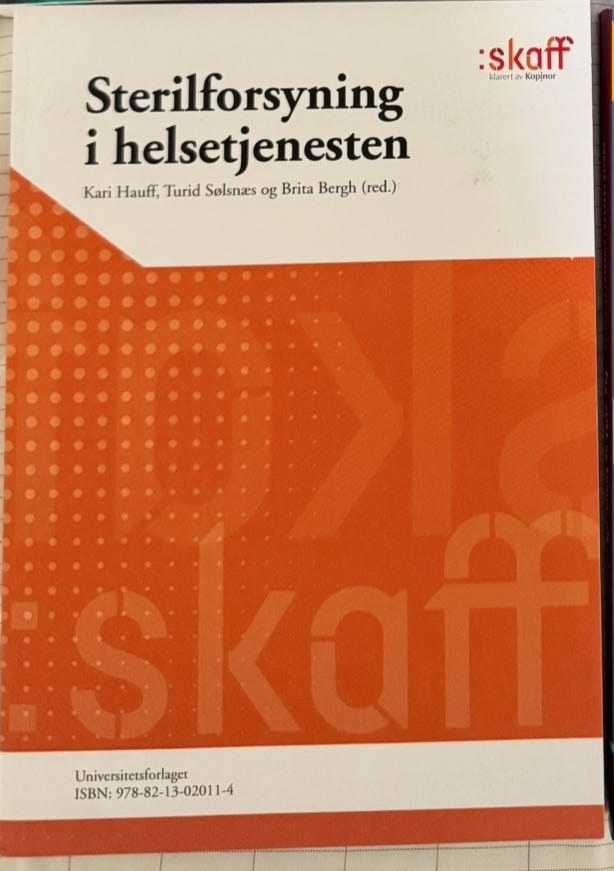 :skaff
klarert av Kopinor
Sterilforsyning
i helsetjenesten
Kari Hauff, Turid Sølsnæs og Brita Bergh (red.)
:skaff
Universitetsforlaget
ISBN: 978-82-13-02011-4